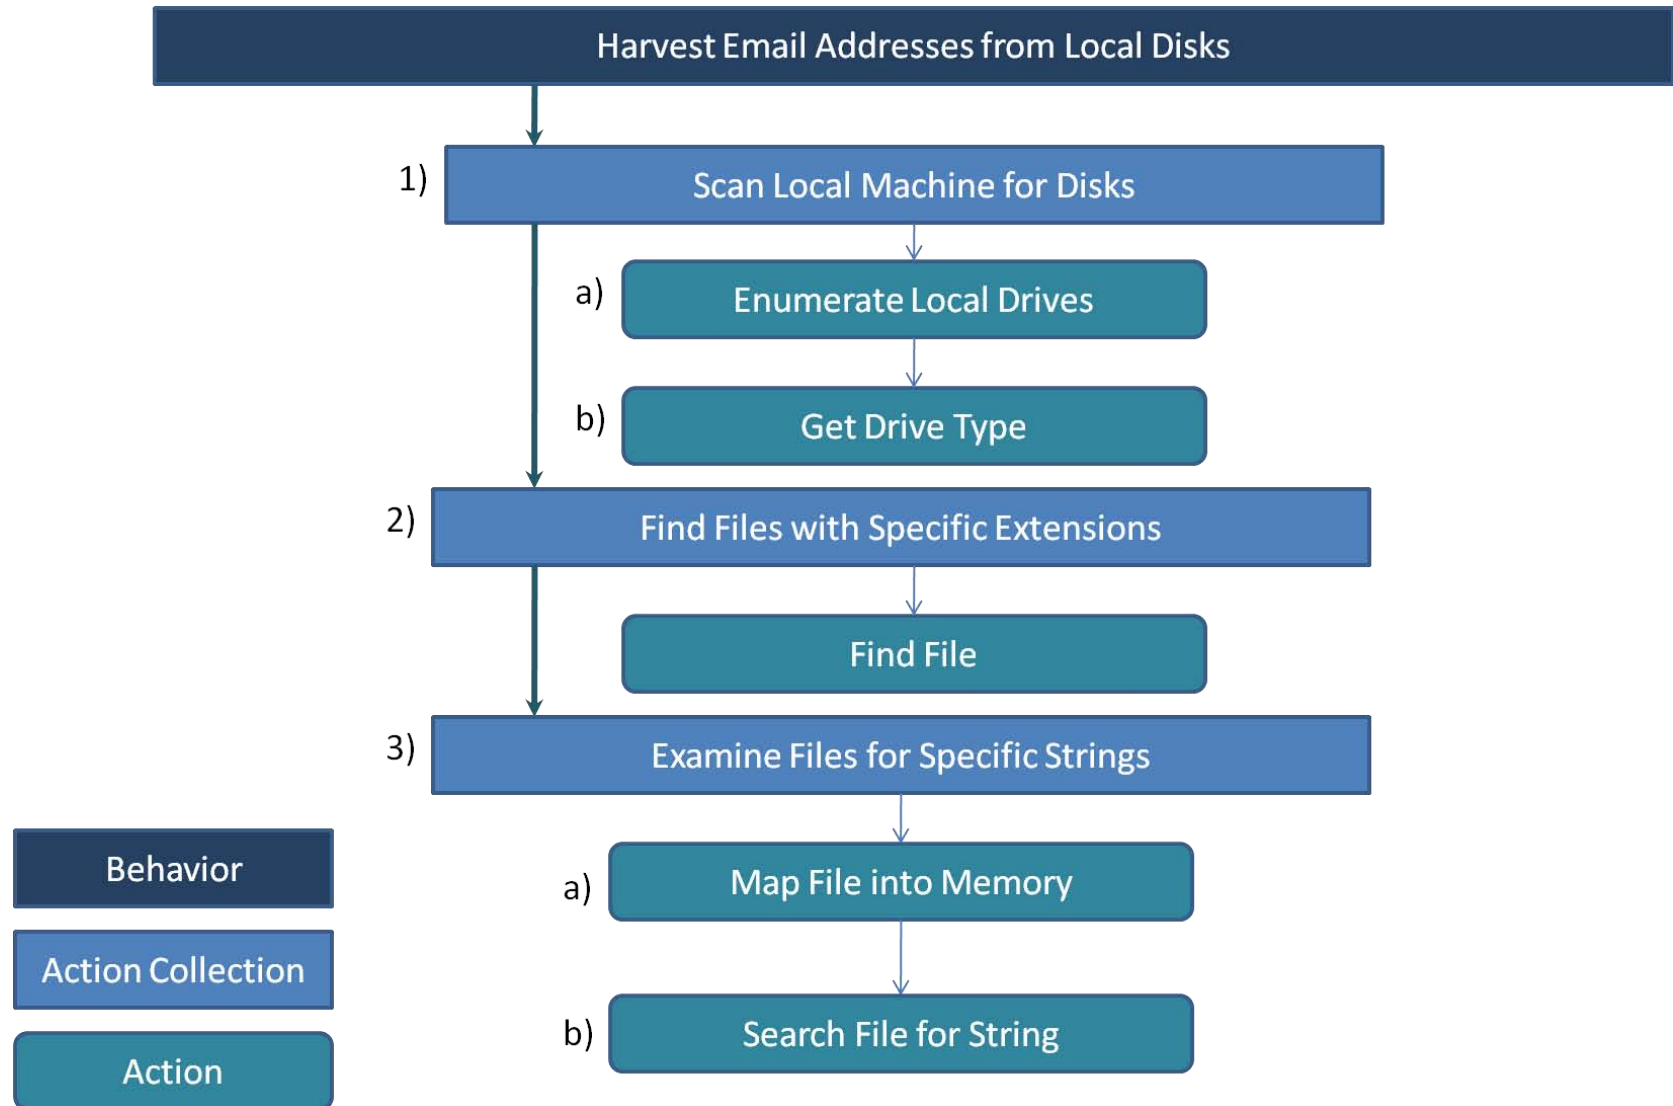 Harvest Email Addresses from Local Disks
1) Scan Local Machine for Disks
a) Enumerate Local Drives
b) Get Drive Type
2) Find Files with Specific Extensions
Find File
3) Examine Files for Specific Strings
a) Map File into Memory
b) Search File for String
Behavior
Action Collection
Action